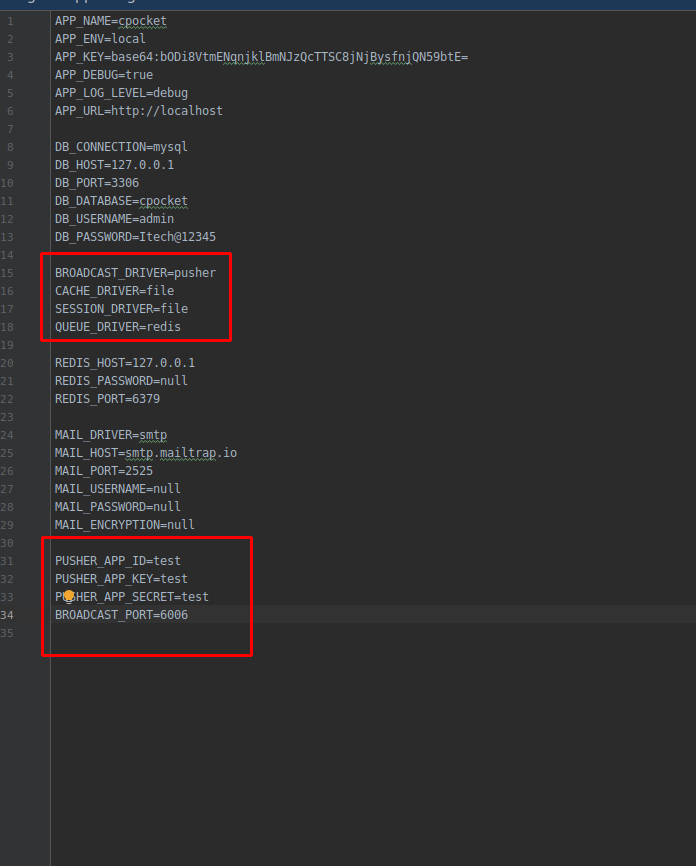 1 APP_NAME=cpocket
2 APP_ENV=local
3 APP_KEY=base64:bODi8VtmENqnjklBmNJzQcTTSC8jNjBysfnjQN59btE=
4 APP_DEBUG=true
5 APP_LOG_LEVEL=debug
6 APP_URL=http://localhost
7
8 DB_CONNECTION=mysql
9 DB_HOST=127.0.0.1
10 DB_PORT=3306
11 DB_DATABASE=cpocket
12 DB_USERNAME=admin
13 DB_PASSWORD=Itech@12345
14
15 BROADCAST_DRIVER=pusher
16 CACHE_DRIVER=file
17 SESSION_DRIVER=file
18 QUEUE_DRIVER=redis
19
20 REDIS_HOST=127.0.0.1
21 REDIS_PASSWORD=null
22 REDIS_PORT=6379
23
24 MAIL_DRIVER=smtp
25 MAIL_HOST=smtp.mailtrap.io
26 MAIL_PORT=2525
27 MAIL_USERNAME=null
28 MAIL_PASSWORD=null
29 MAIL_ENCRYPTION=null
30
31 PUSHER_APP_ID=test
32 PUSHER_APP_KEY=test
33 PUSHER_APP_SECRET=test
34 BROADCAST_PORT=6006
35